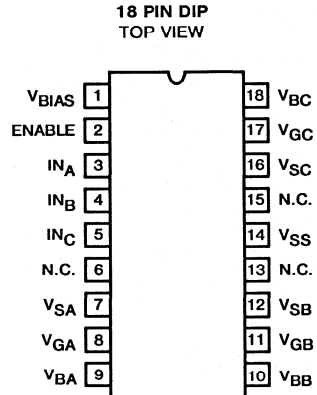 18 PIN DIP
TOP VIEW
VBIAS 1 18 VBC
ENABLE 2 17 VGC
INA 3 16 VSC
INB 4 15 N.C.
INC 5 14 VSS
N.C. 6 13 N.C.
VSA 7 12 VSB
VGA 8 11 VGB
VBA 9 10 VBB